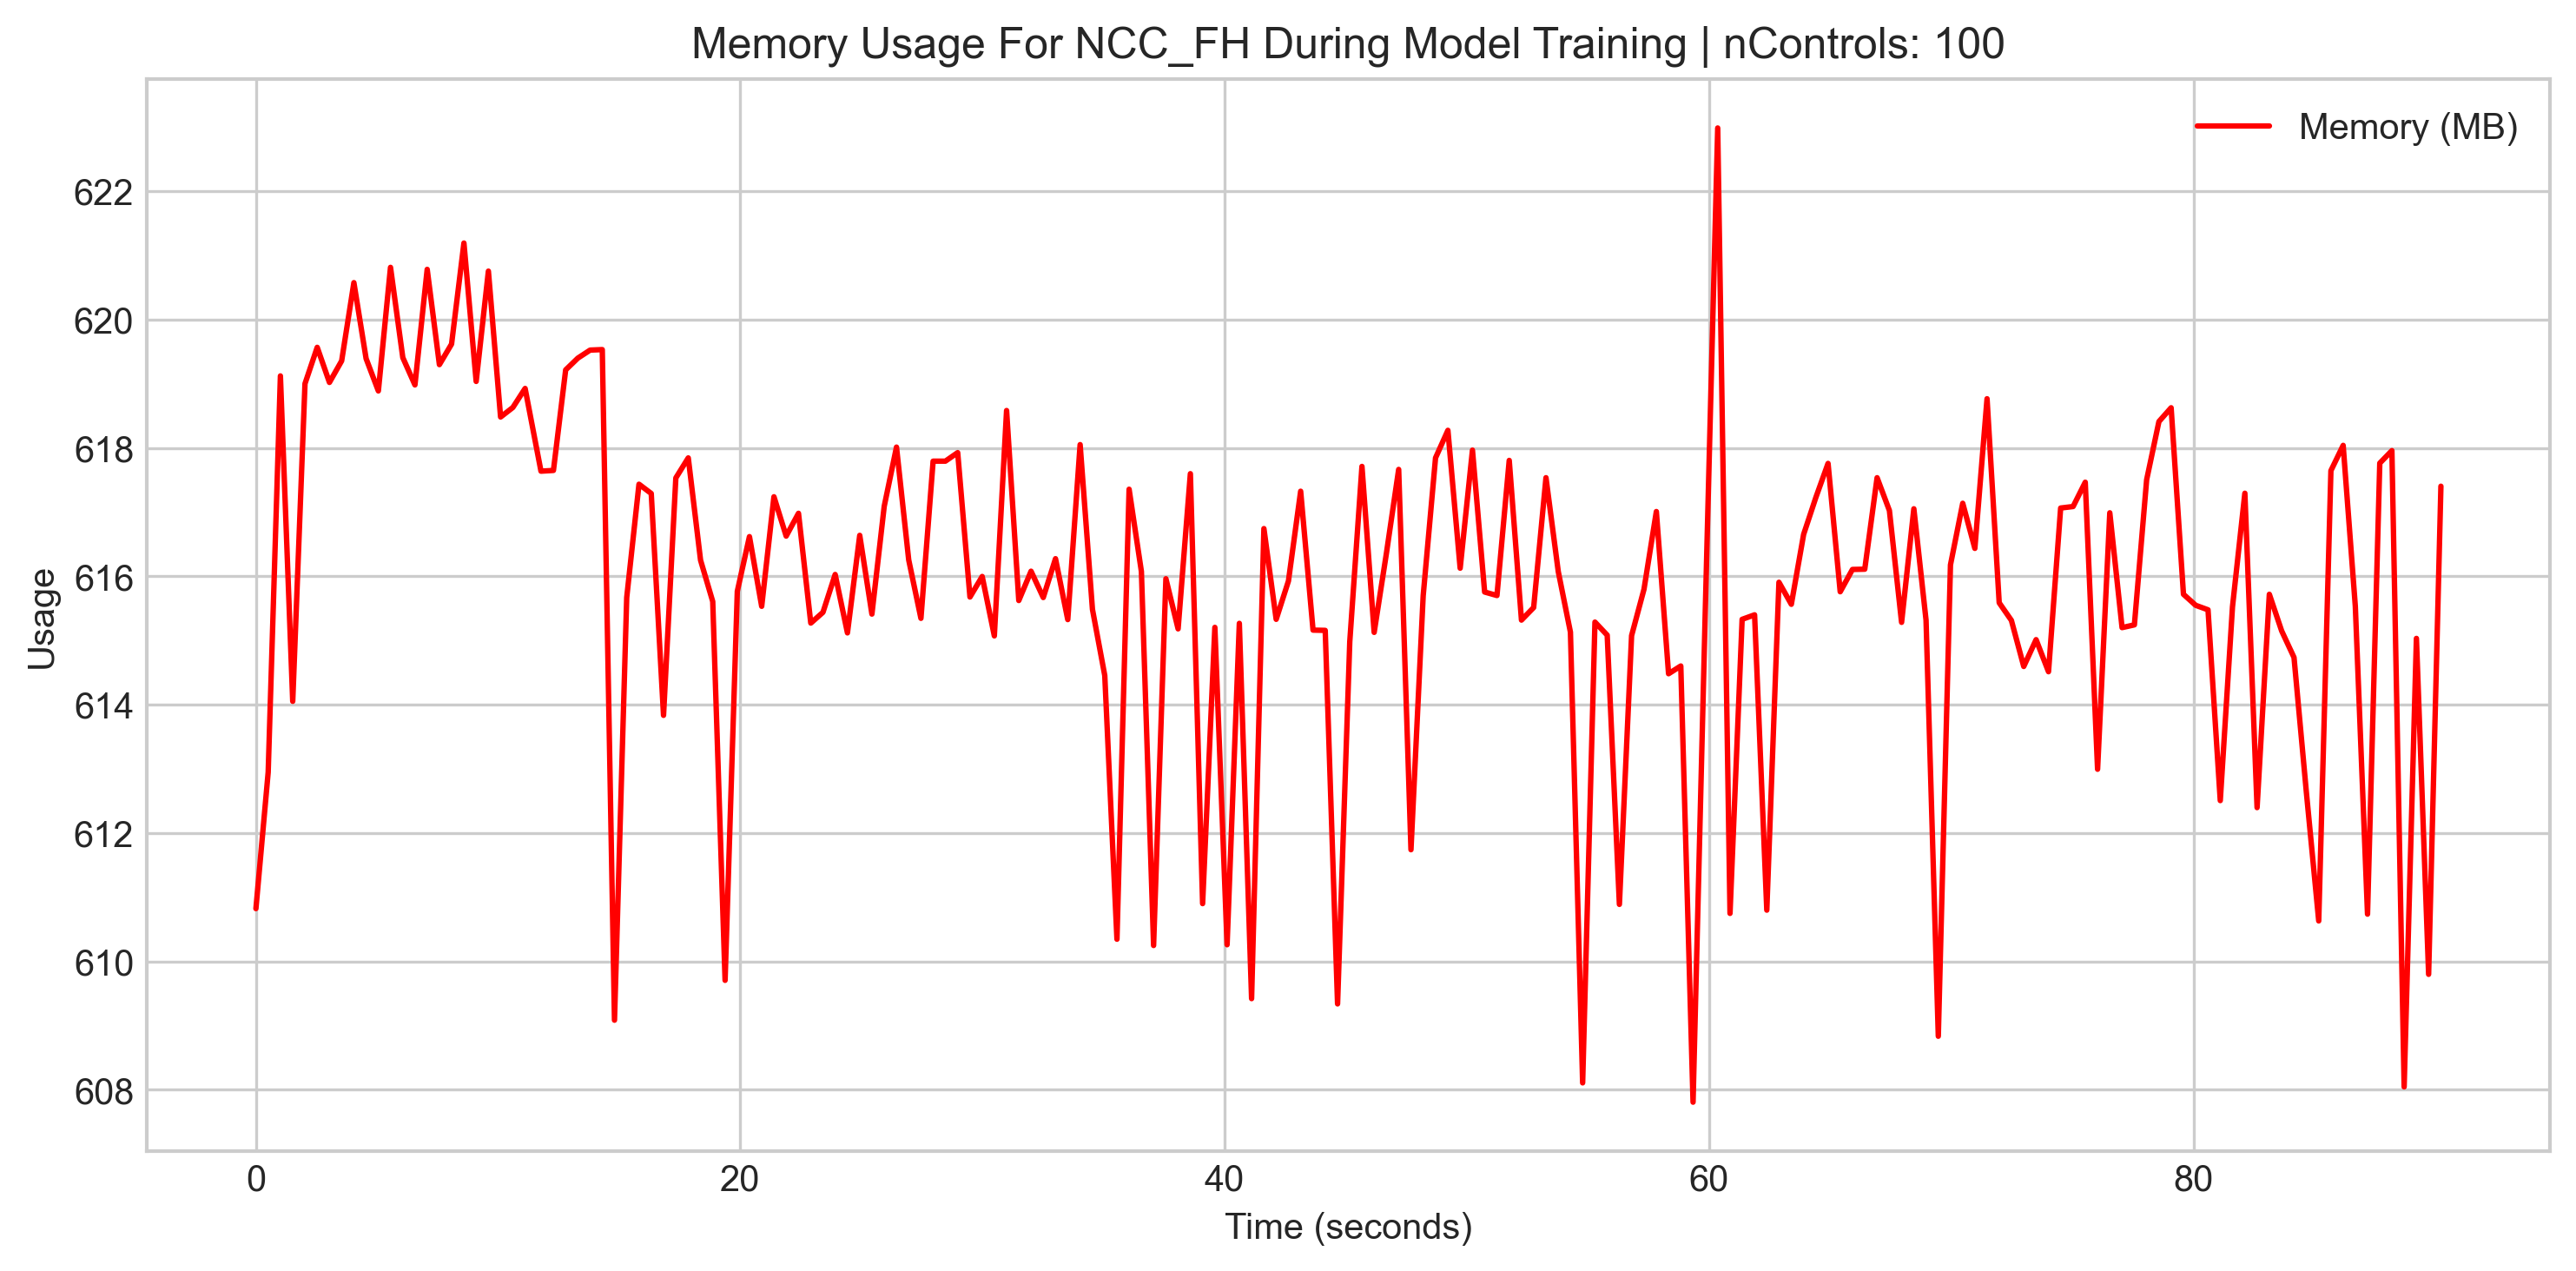 Memory Usage For NCC_FH During Model Training | nControls: 100
Memory (MB)
622
620
618
616
614
612
610
608
Usage
0 20 40 60 80
Time (seconds)